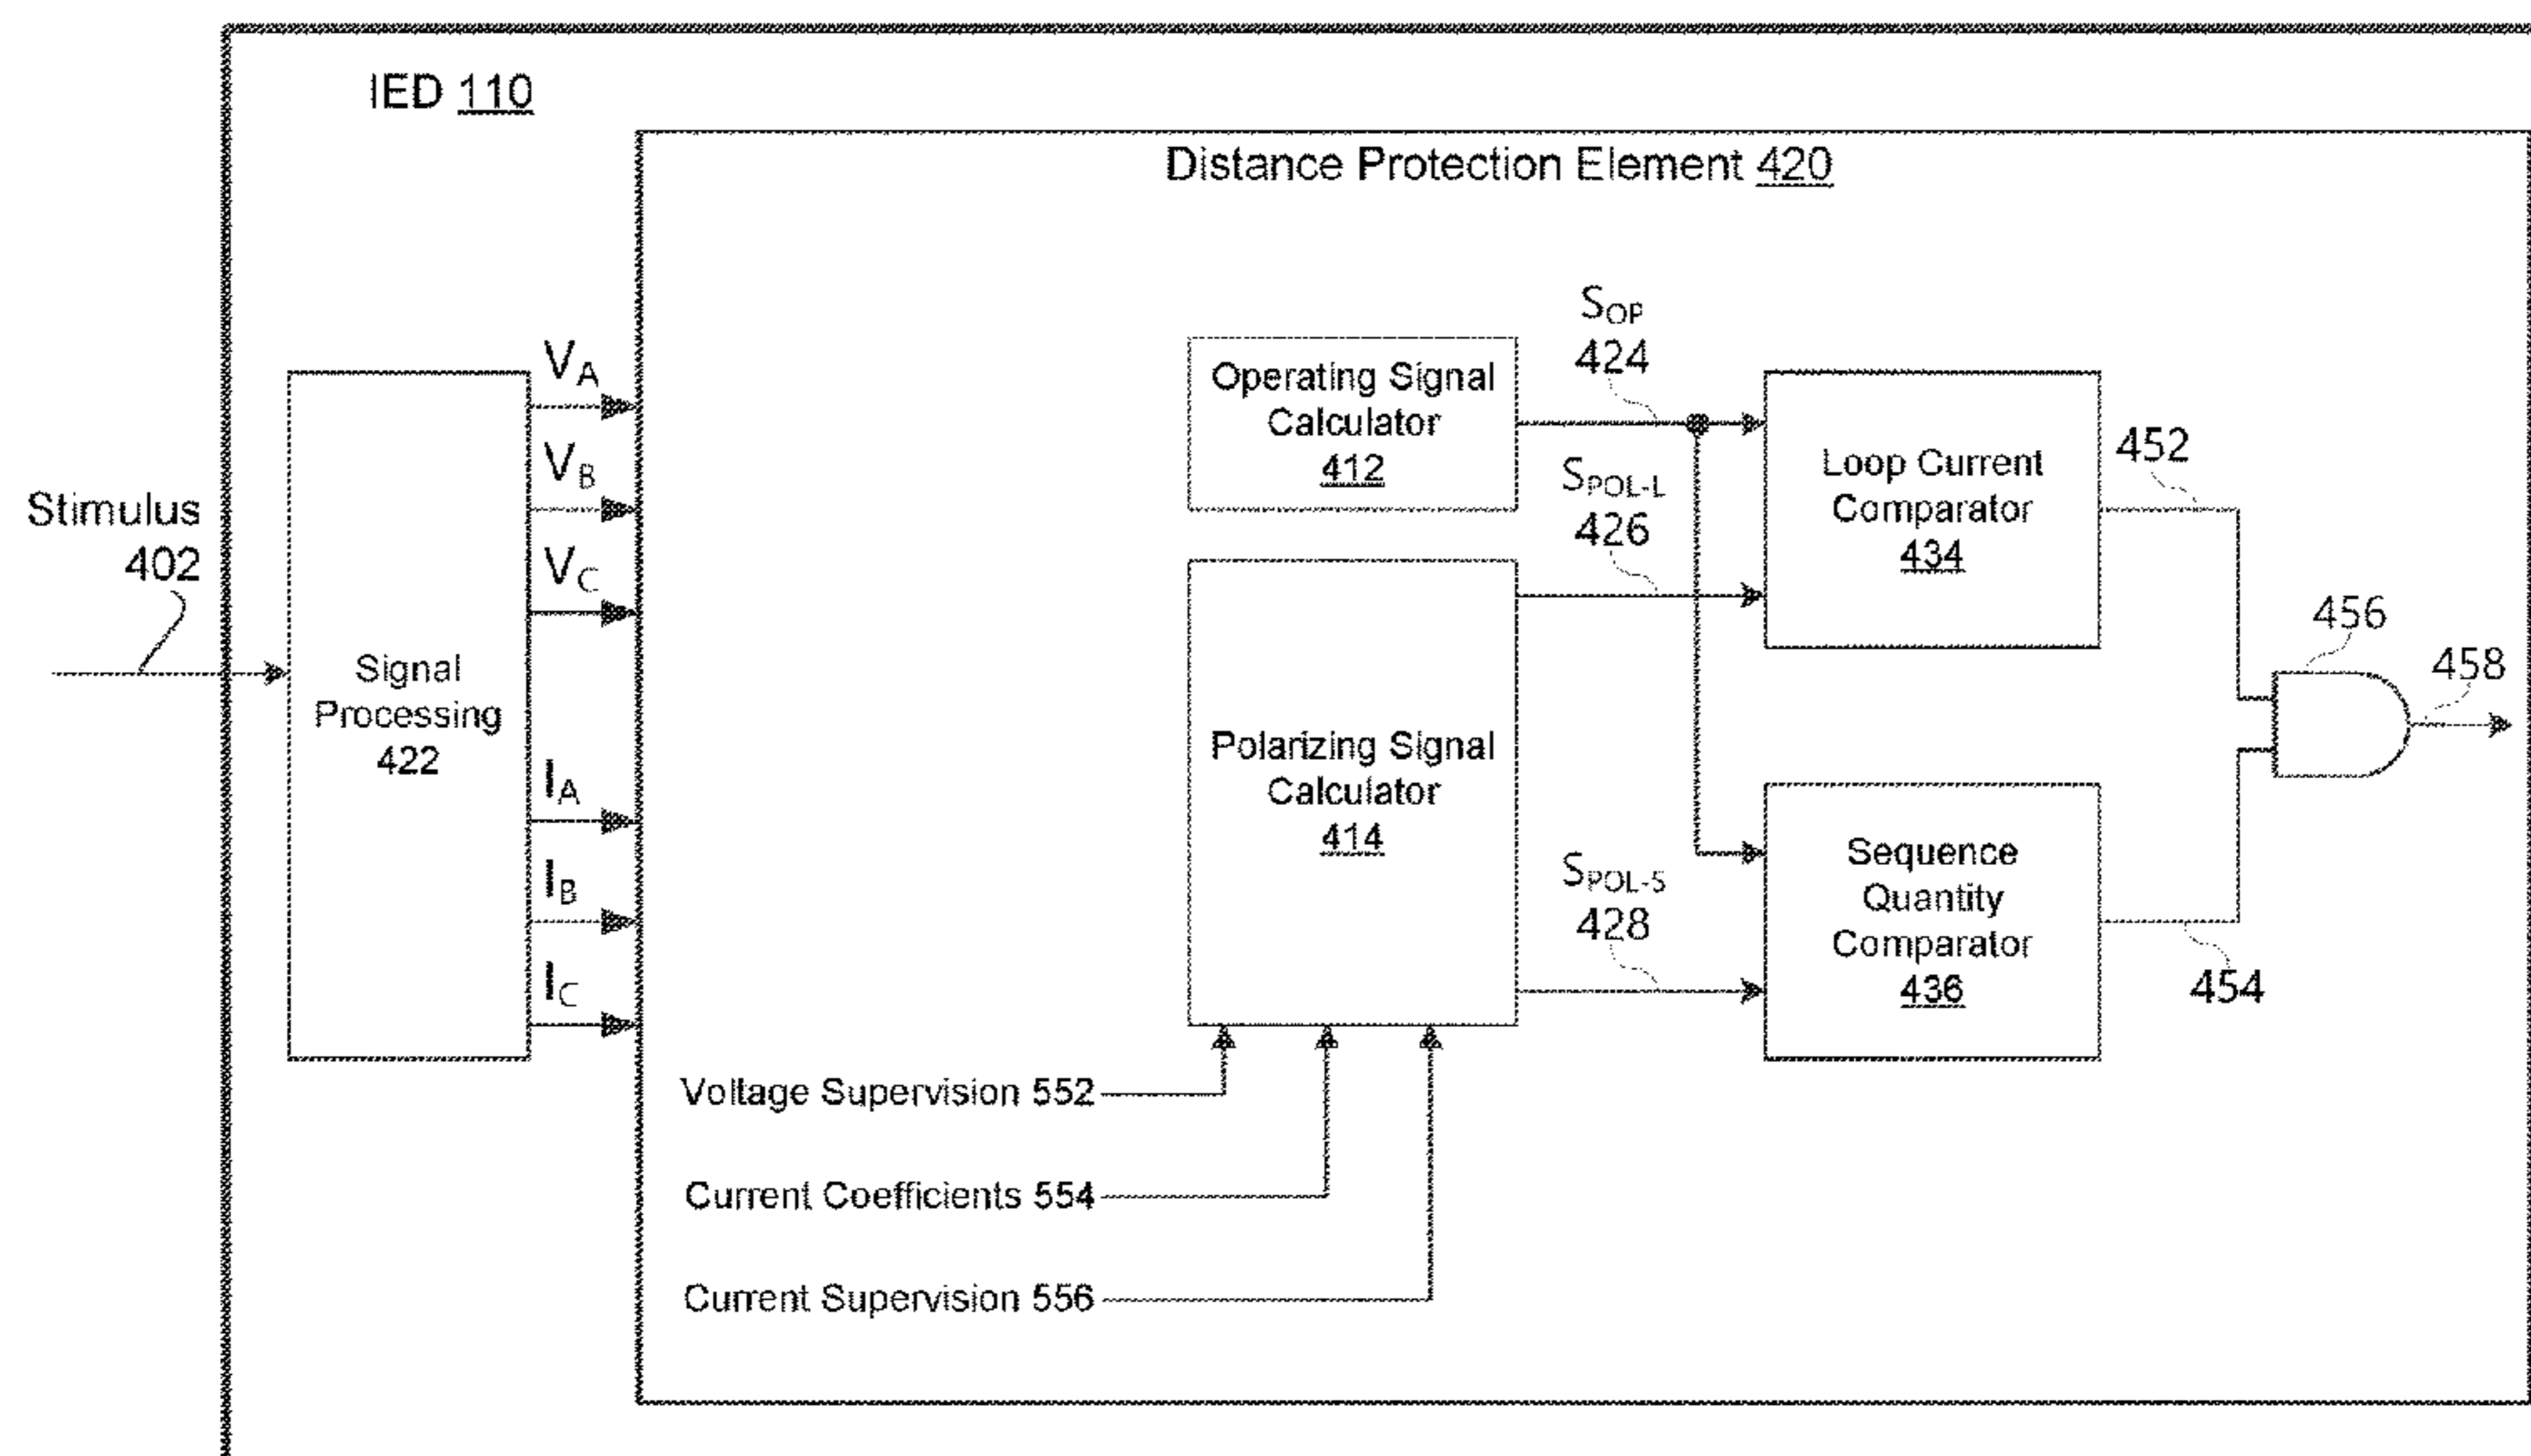 IED 110
Distance Protection Element 420
Stimulus
402
Signal
Processing
422
VA
VB
VC
IA
IB
IC
Operating Signal
Calculator
412
Polarizing Signal
Calculator
414
SOP
424
SPOL-L
426
SPOL-S
428
Loop Current
Comparator
434
Sequence
Quantity
Comparator
436
452
454
456
458
Voltage Supervision 552
Current Coefficients 554
Current Supervision 556